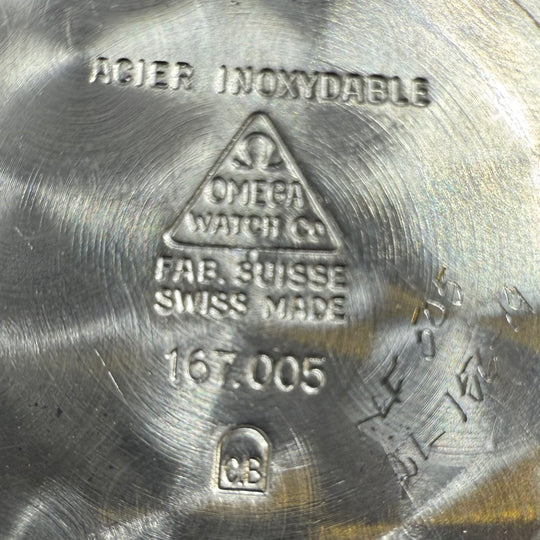 ACIER INOXYDABLE
Ω
OMEGA
WATCH Co
FAB. SUISSE
SWISS MADE
167.005
C.B